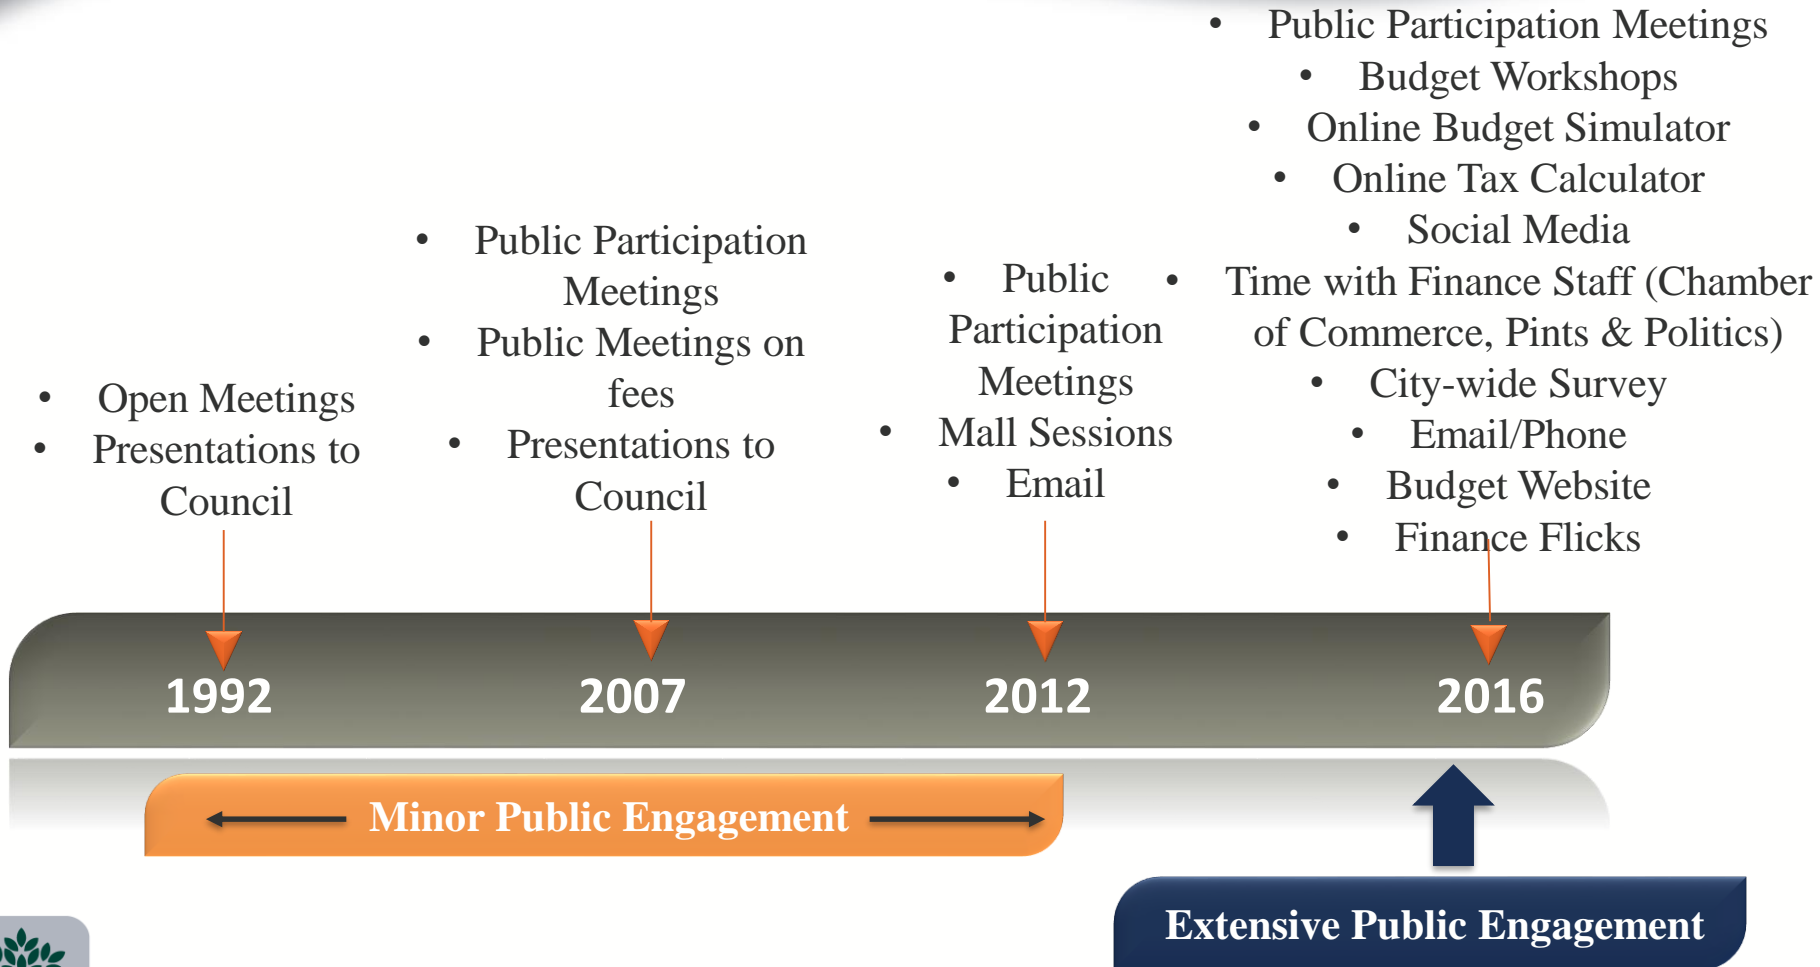 • Open Meetings
• Presentations to
Council
• Public Participation
Meetings
• Public Meetings on
fees
• Presentations to
Council
• Public
Participation
Meetings
• Mall Sessions
• Email
• Public Participation Meetings
• Budget Workshops
• Online Budget Simulator
• Online Tax Calculator
• Social Media
• Time with Finance Staff (Chamber
of Commerce, Pints & Politics)
• City-wide Survey
• Email/Phone
• Budget Website
• Finance Flicks
1992
2007
2012
2016
Minor Public Engagement
Extensive Public Engagement